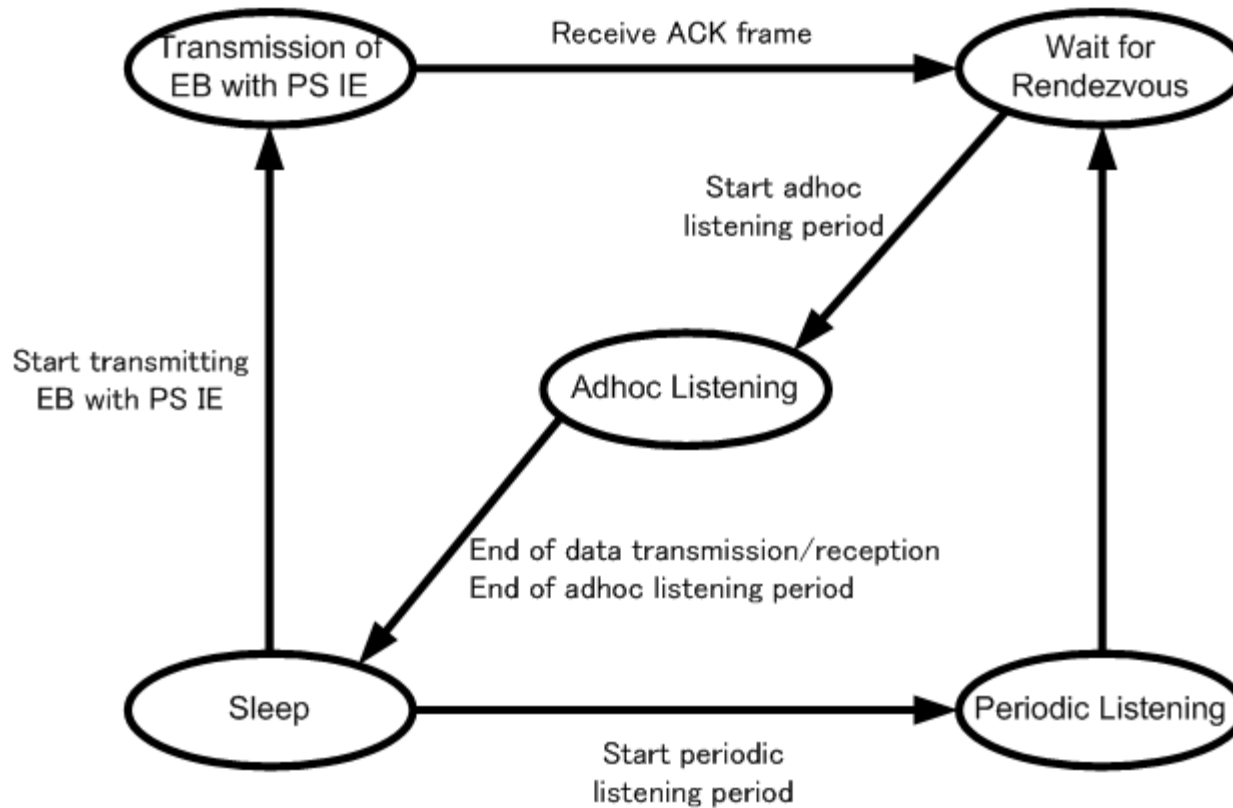 Transmission of
EB with PS IE
Receive ACK frame
Wait for
Rendezvous
Start adhoc
listening period
Start transmitting
EB with PS IE
Adhoc Listening
End of data transmission/reception
End of adhoc listening period
Sleep
Periodic Listening
Start periodic
listening period